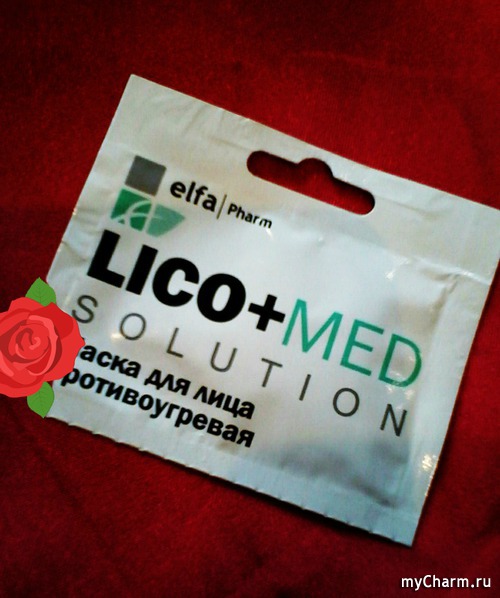 elfa | Pharm
LICO+MED
SOLUTION
аска для лица
ротивоугревая
myCharm.ru